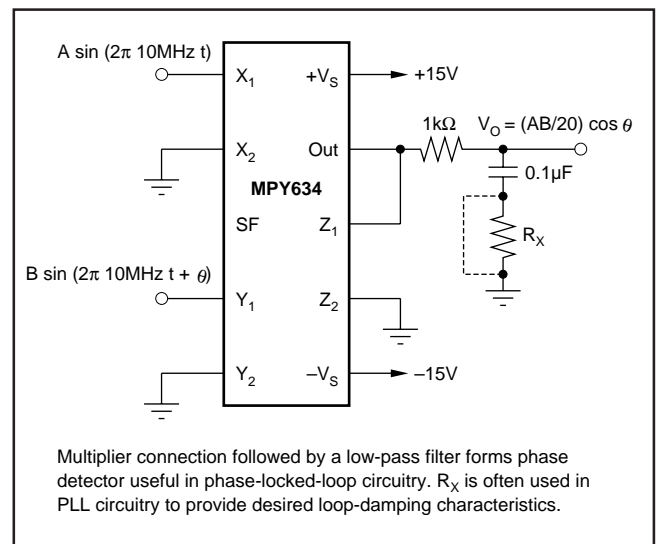 A sin (2π 10MHz t)
X1
+VS
+15V
1kΩ
VO = (AB/20) cos θ
X2
Out
0.1µF
MPY634
SF
Z1
RX
B sin (2π 10MHz t + θ)
Y1
Z2
Y2
–VS
–15V
Multiplier connection followed by a low-pass filter forms phase
detector useful in phase-locked-loop circuitry. RX is often used in
PLL circuitry to provide desired loop-damping characteristics.